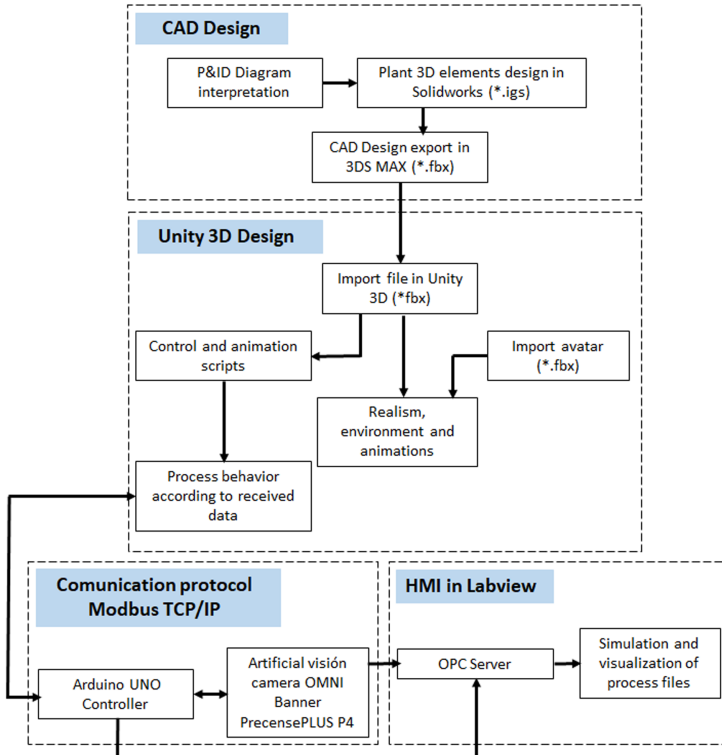 CAD Design
P&ID Diagram
interpretation
Plant 3D elements design in
Solidworks (*.igs)
CAD Design export in
3DS MAX (*.fbx)
Unity 3D Design
Import file in Unity
3D (*fbx)
Control and animation
scripts
Import avatar
(*.fbx)
Realism,
environment and
animations
Process behavior
according to received
data
Comunication protocol
Modbus TCP/IP
Arduino UNO
Controller
Artificial visión
camera OMNI
Banner
PrecensePLUS P4
HMI in Labview
OPC Server
Simulation and
visualization of
process files